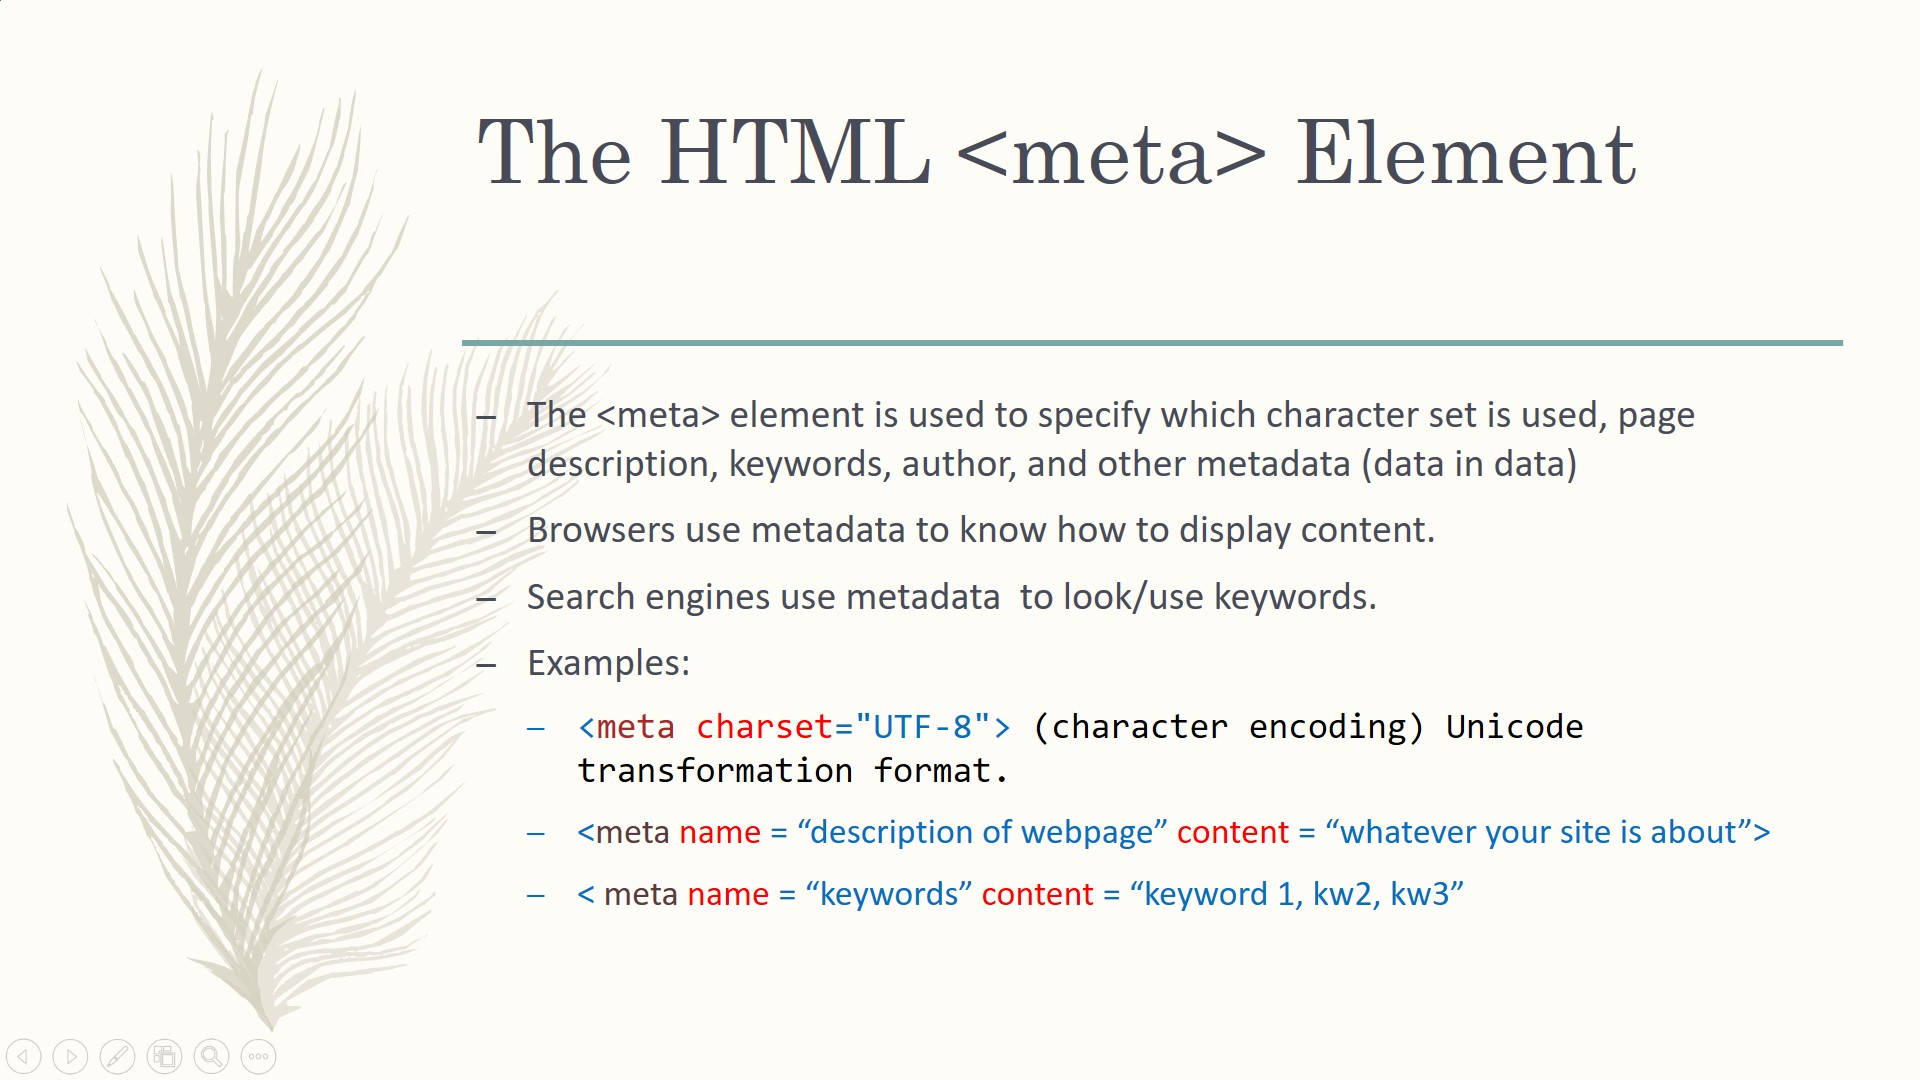 The HTML <meta> Element
– The <meta> element is used to specify which character set is used, page
description, keywords, author, and other metadata (data in data)
– Browsers use metadata to know how to display content.
– Search engines use metadata  to look/use keywords.
– Examples:
– <meta charset="UTF-8"> (character encoding) Unicode
transformation format.
– <meta name = “description of webpage” content = “whatever your site is about”>
– < meta name = “keywords” content = “keyword 1, kw2, kw3”